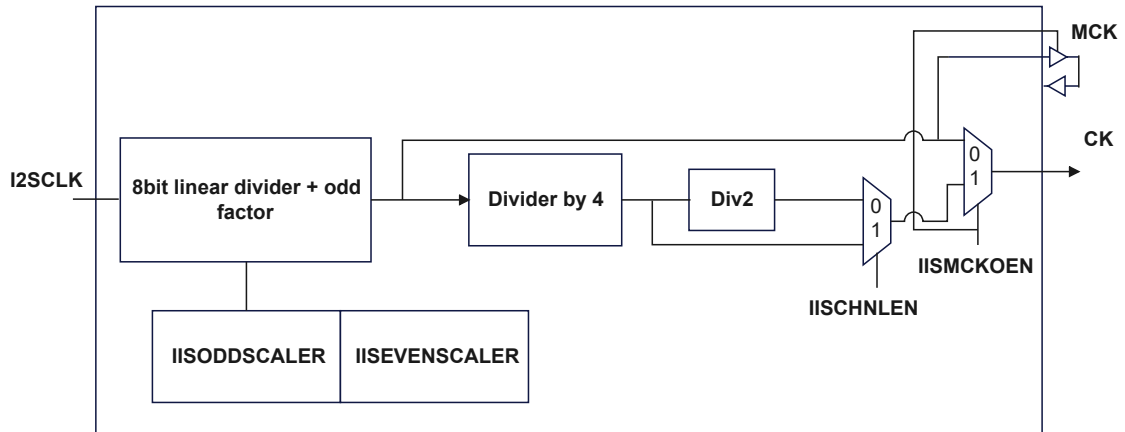 MCK
CK
I2SCLK
8bit linear divider + odd
factor
Divider by 4
Div2
0
1
0
1
IISMCKOEN
IISCHNLEN
IISODDSCALER
IISEVENSCALER